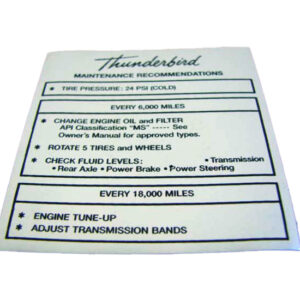 Thunderbird
MAINTENANCE RECOMMENDATIONS
* TIRE PRESSURE: 24 PSI (COLD)
EVERY 6,000 MILES
* CHANGE ENGINE OIL and FILTER
API Classification "MS" ----- See
Owner's Manual for approved types.
* ROTATE 5 TIRES and WHEELS
* CHECK FLUID LEVELS: • Transmission
• Rear Axle • Power Brake • Power Steering
EVERY 18,000 MILES
* ENGINE TUNE-UP
* ADJUST TRANSMISSION BANDS